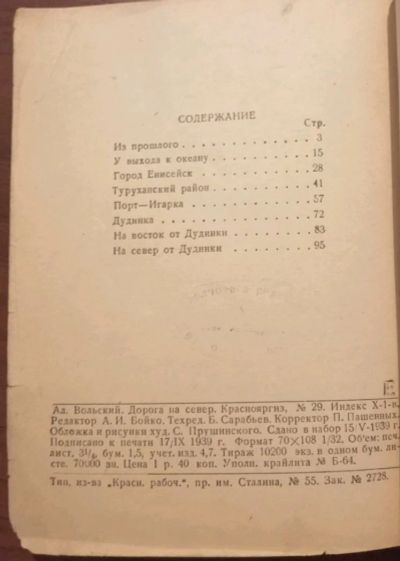 СОДЕРЖАНИЕ
Стр.
Из прошлого . . . . . . . . . . . . 3
У выхода к океану . . . . . . . . . 15
Город Енисейск . . . . . . . . . . 28
Туруханский район . . . . . . . . . 41
Порт—Игарка . . . . . . . . . . . 57
Дудинка . . . . . . . . . . . . . 72
На восток от Дудинки . . . . . . . 83
На север от Дудинки . . . . . . . 95
Ад. Вольский. Дорога на север. Краснояргиз, № 29. Индекс Х-1-в.
Редактор А. И. Бойко. Техред. Б. Сарабьев. Корректор П. Пашенных.
Обложка и рисунки худ. С. Прушинского. Сдано в набор 15/V-1939 г.
Подписано к печати 17/IX 1939 г. Формат 70×108 1/32. Об'ем: печ.
лист. бум. 1,5, учет. изд. 4,7. Тираж 10200 экз. в одном бум. ли-
сте. 70000 зн. Цена 1 р. 40 коп. Уполн. крайлита № Б-64.
Тип. из-ва „Красн. рабоч.", пр. им. Сталина, № 55. Зак. № 2728.